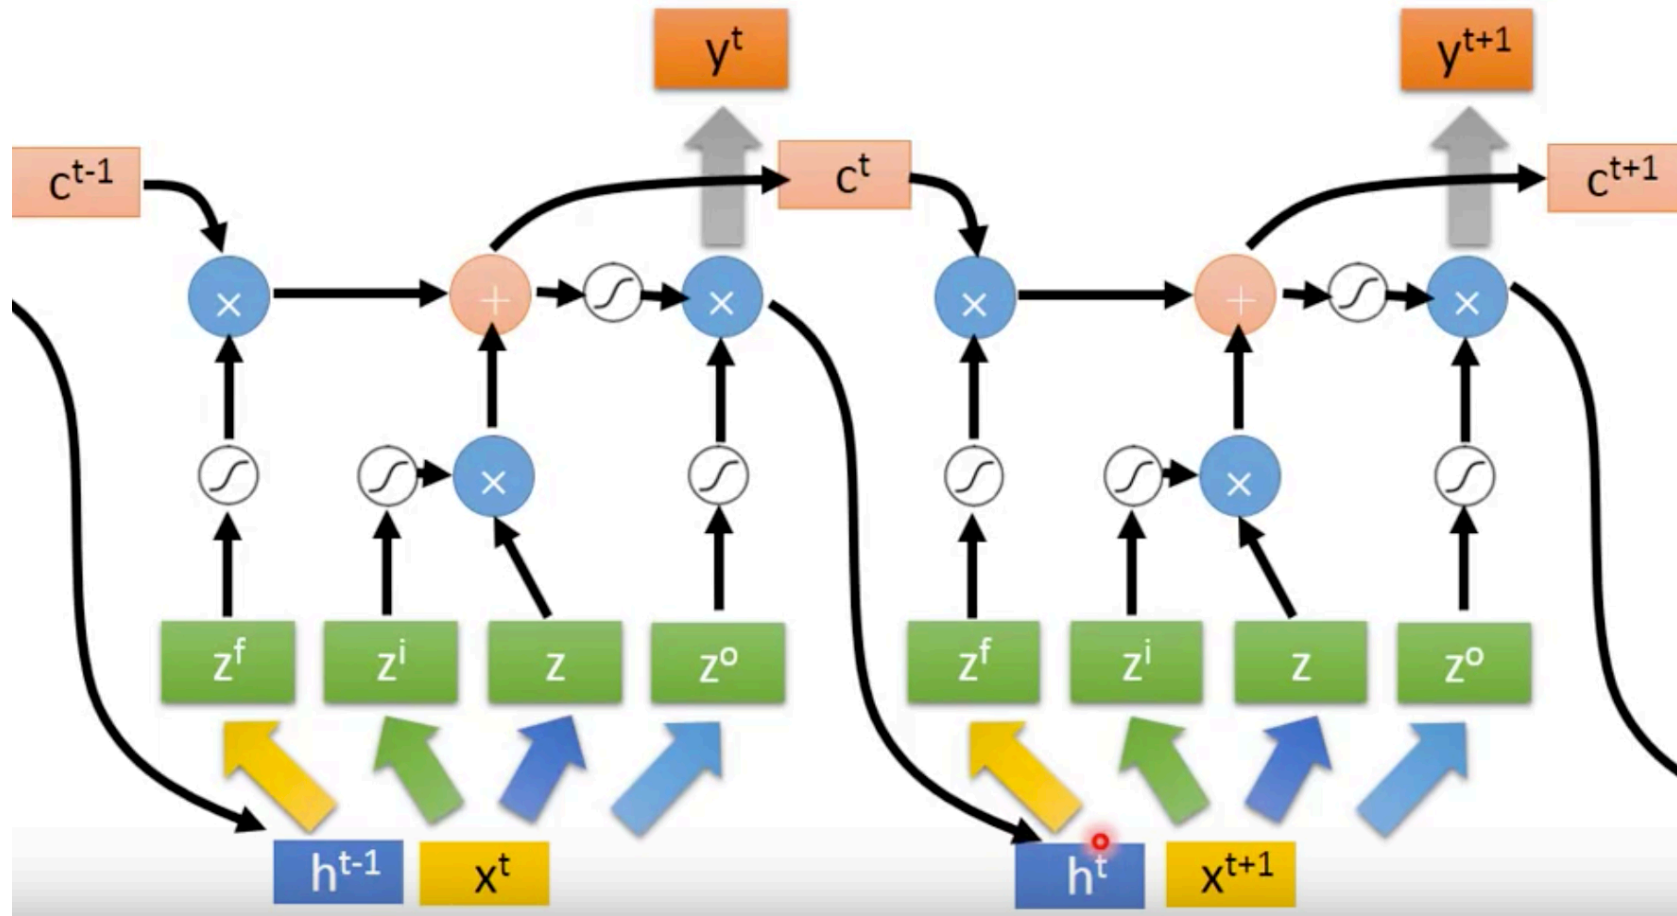 y^t y^{t+1}
c^{t-1} c^t c^{t+1}
× + × × + ×
× ×
z^f z^i z z^o z^f z^i z z^o
h^{t-1} x^t h^t x^{t+1}